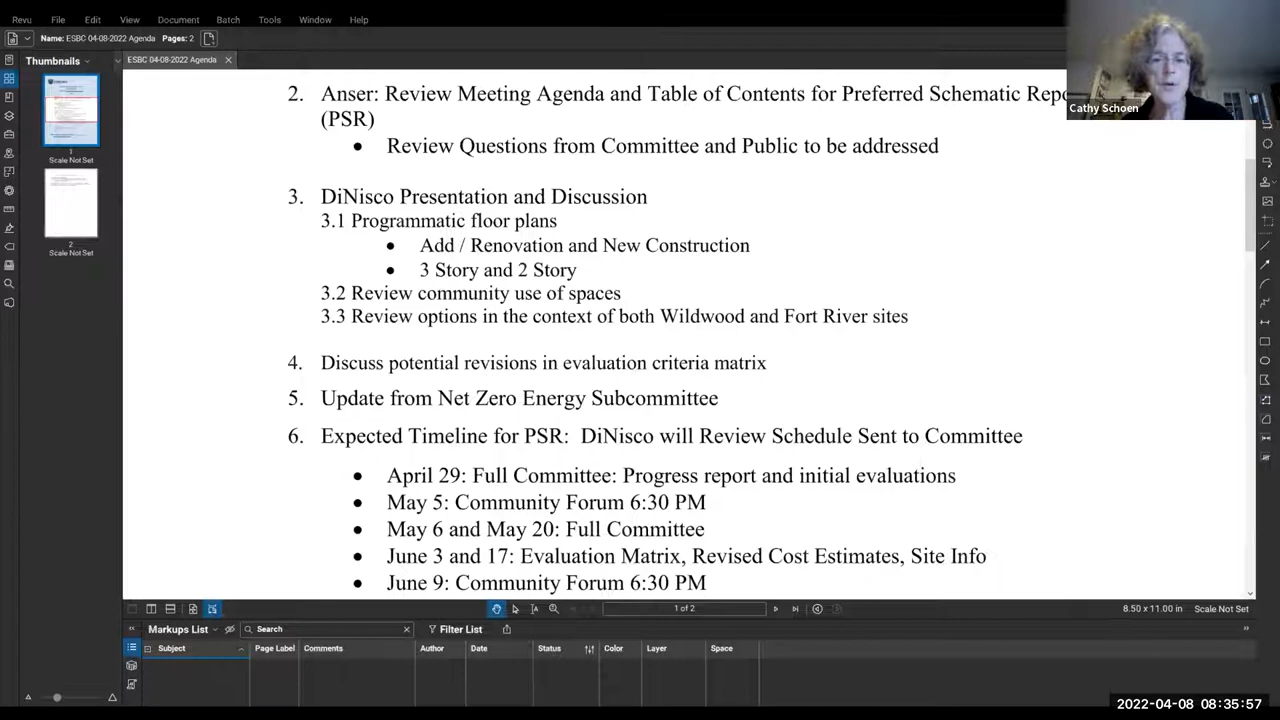 Revu File Edit View Document Batch Tools Window Help
Name: ESBC 04-08-2022 Agenda Pages: 2
Thumbnails
ESBC 04-08-2022 Agenda
1
Scale Not Set
2
Scale Not Set
2. Anser: Review Meeting Agenda and Table of Contents for Preferred Schematic Repo
(PSR)
• Review Questions from Committee and Public to be addressed
3. DiNisco Presentation and Discussion
3.1 Programmatic floor plans
• Add / Renovation and New Construction
• 3 Story and 2 Story
3.2 Review community use of spaces
3.3 Review options in the context of both Wildwood and Fort River sites
4. Discuss potential revisions in evaluation criteria matrix
5. Update from Net Zero Energy Subcommittee
6. Expected Timeline for PSR: DiNisco will Review Schedule Sent to Committee
• April 29: Full Committee: Progress report and initial evaluations
• May 5: Community Forum 6:30 PM
• May 6 and May 20: Full Committee
• June 3 and 17: Evaluation Matrix, Revised Cost Estimates, Site Info
• June 9: Community Forum 6:30 PM
Cathy Schoen
1 of 2
8.50 x 11.00 in Scale Not Set
Markups List Search Filter List
Subject Page Label Comments Author Date Status Color Layer Space
2022-04-08 08:35:57